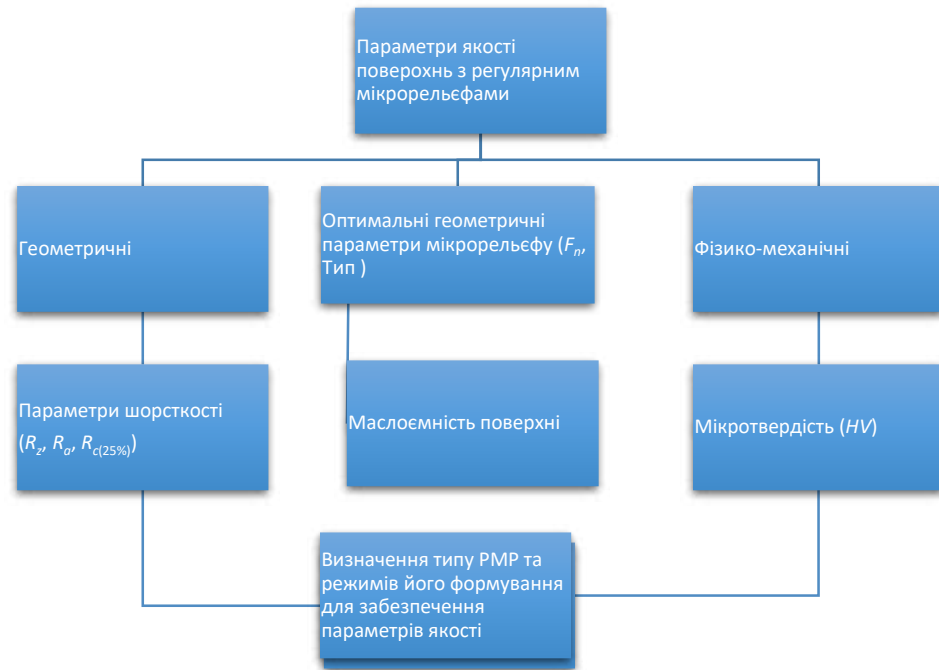 Параметри якості
поверохнь з регулярним
мікрорельєфами
Геометричні
Оптимальні геометричні
параметри мікрорельєфу (Fn,
Тип )
Фізико-механічні
Параметри шорсткості
(Rz, Ra, Rc(25%))
Маслоємність поверхні
Мікротвердість (HV)
Визначення типу РМР та
режимів його формування
для забезпечення
параметрів якості